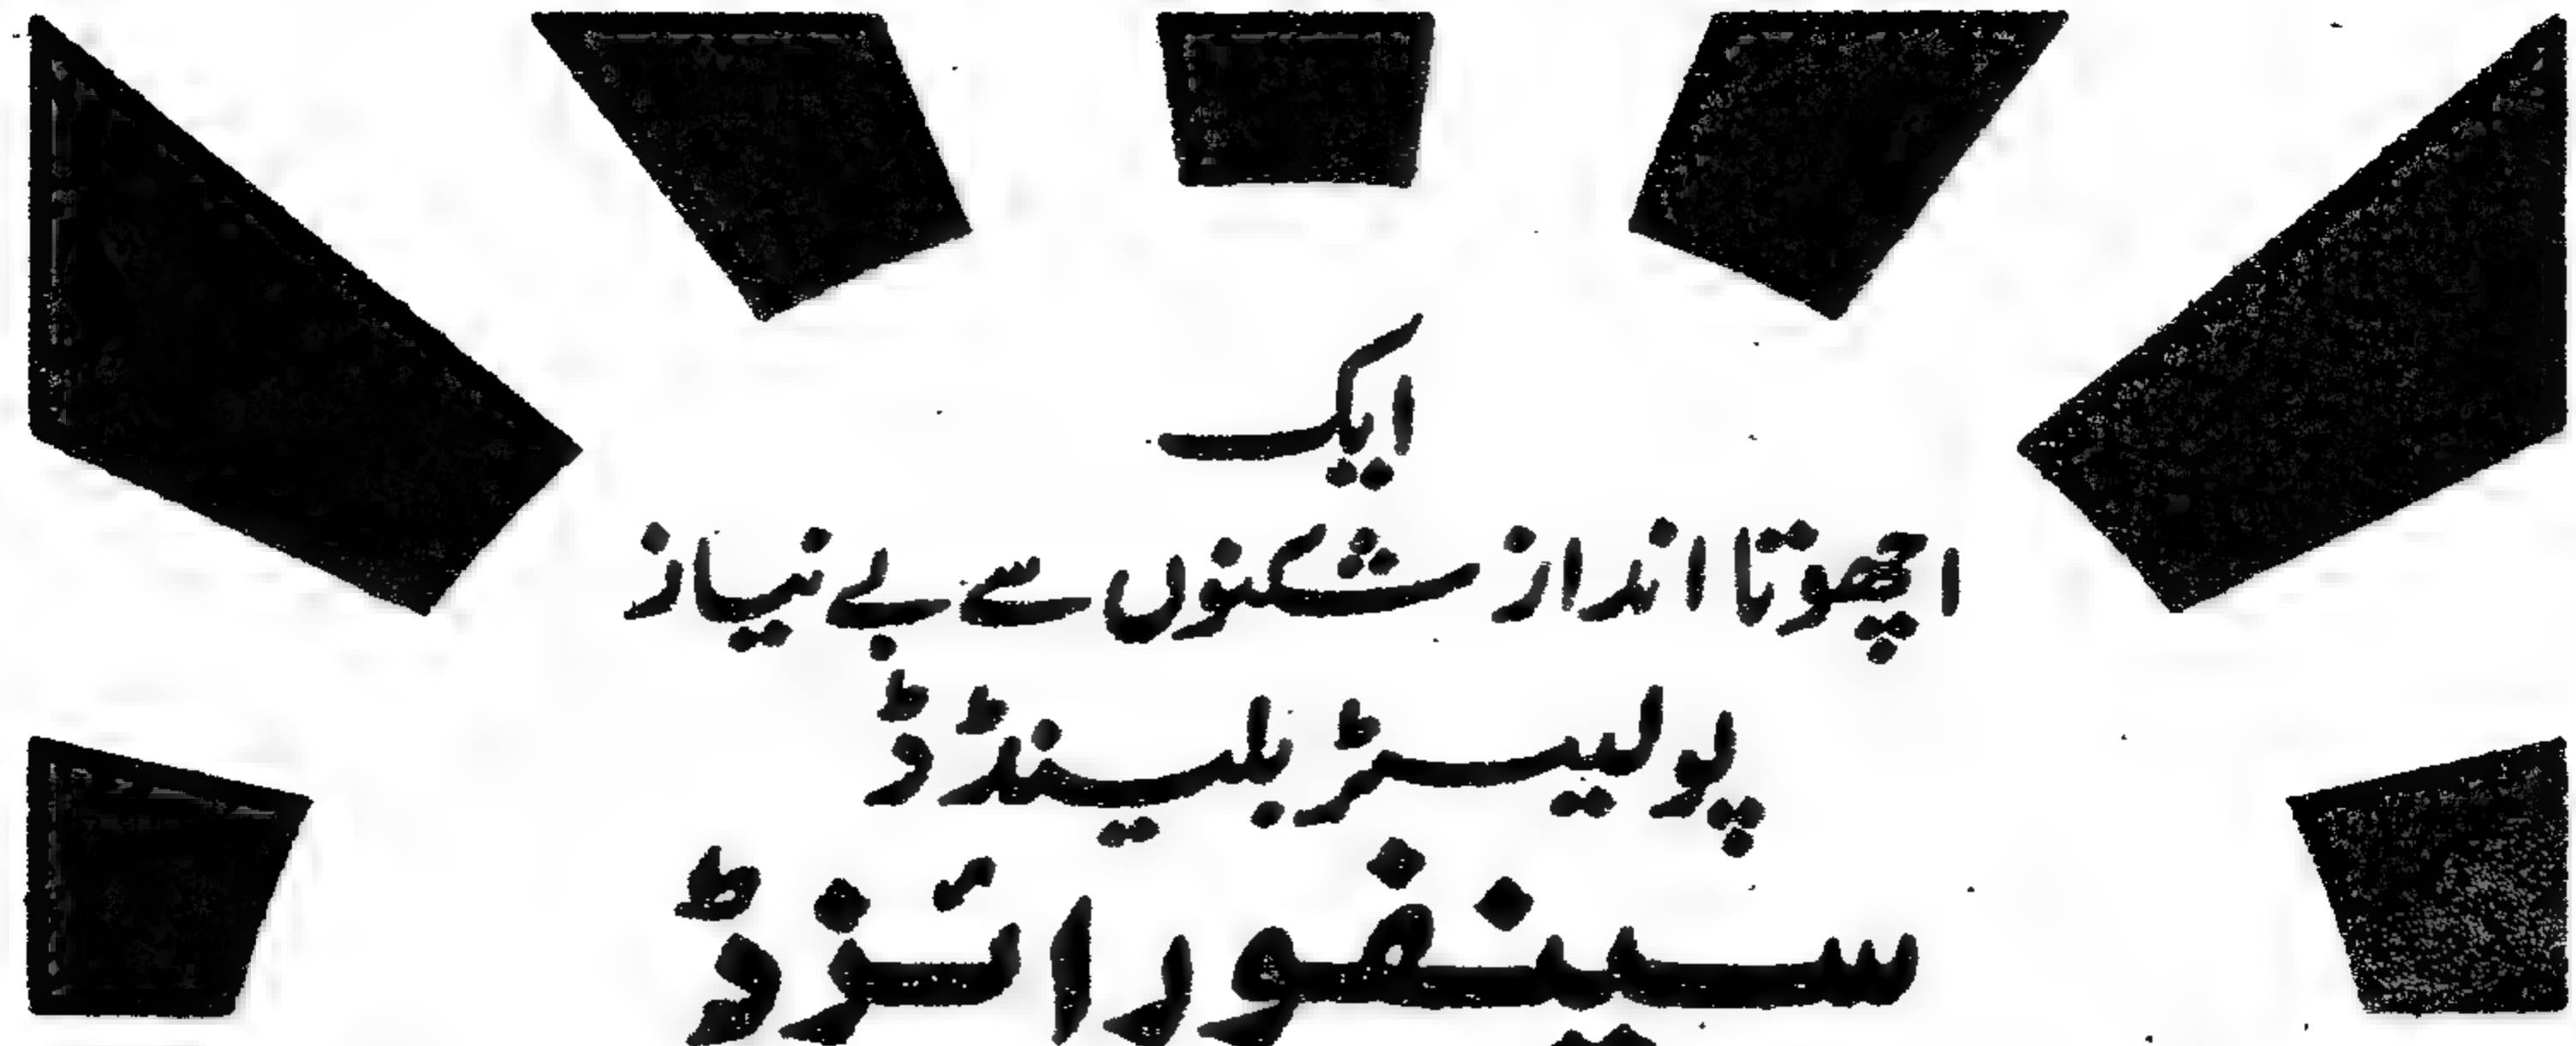 ایک
اچھوتا انداز شکنوں سے بے نیاز
پولیسٹر بلینڈڈ
سینفورائزڈ